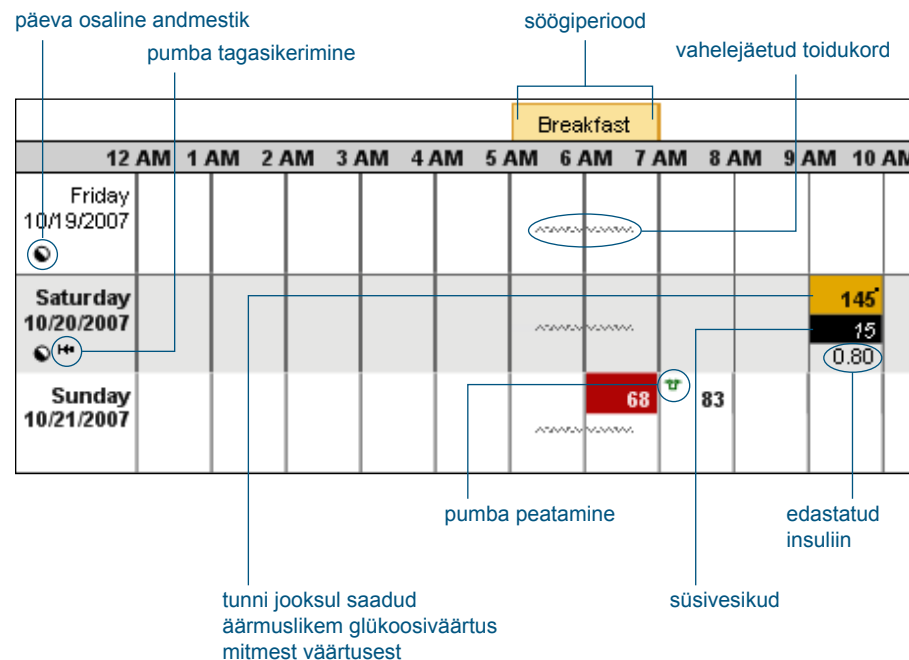 päeva osaline andmestik
söögiperiood
pumba tagasikerimine
vahelejäetud toidukord
Breakfast
12 AM 1 AM 2 AM 3 AM 4 AM 5 AM 6 AM 7 AM 8 AM 9 AM 10 AM
Friday
10/19/2007
Saturday
10/20/2007
145
15
0.80
Sunday
10/21/2007
68
83
pumba peatamine
edastatud
insuliin
tunni jooksul saadud
äärmuslikem glükoosiväärtus
mitmest väärtusest
süsivesikud